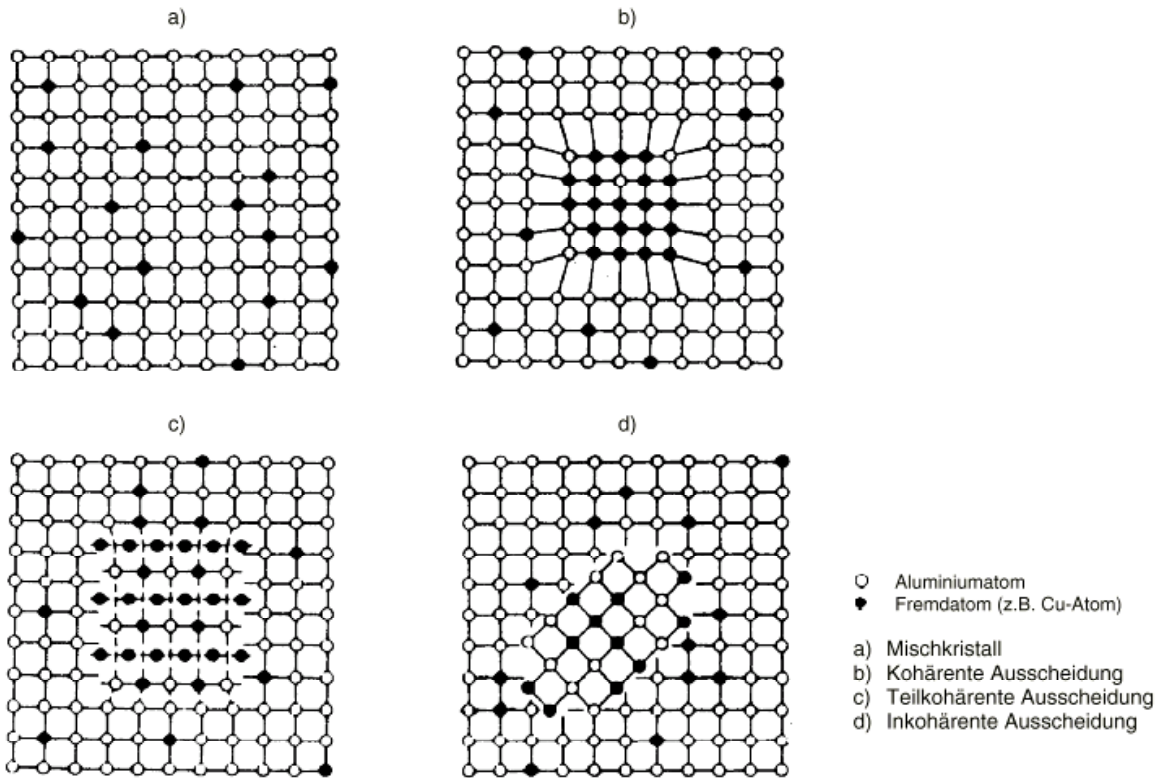 a)
b)
c)
d)
Aluminiumatom
Fremdatom (z.B. Cu-Atom)
a) Mischkristall
b) Kohärente Ausscheidung
c) Teilkohärente Ausscheidung
d) Inkohärente Ausscheidung